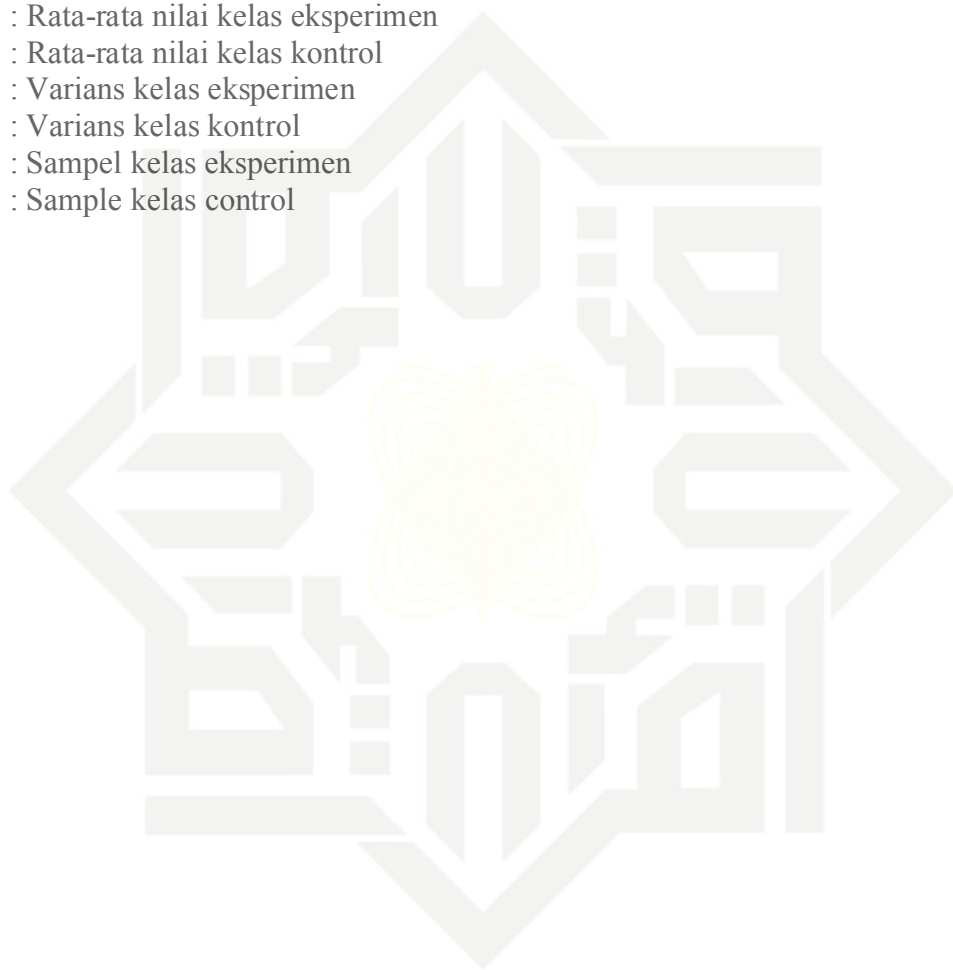 : Rata-rata nilai kelas eksperimen
: Rata-rata nilai kelas kontrol
: Varians kelas eksperimen
: Varians kelas kontrol
: Sampel kelas eksperimen
: Sample kelas control